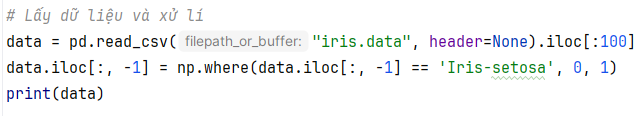 # Lấy dữ liệu và xử lí
data = pd.read_csv( filepath_or_buffer: "iris.data", header=None).iloc[:100]
data.iloc[:, -1] = np.where(data.iloc[:, -1] == 'Iris-setosa', 0, 1)
print(data)